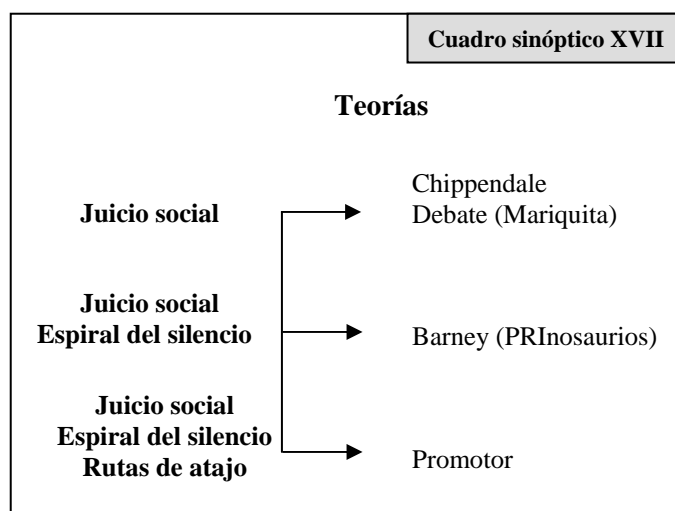 Cuadro sinóptico XVII
Teorías
Juicio social
Chippendale
Debate (Mariquita)
Juicio social
Espiral del silencio
Barney (PRInosaurios)
Juicio social
Espiral del silencio
Rutas de atajo
Promotor